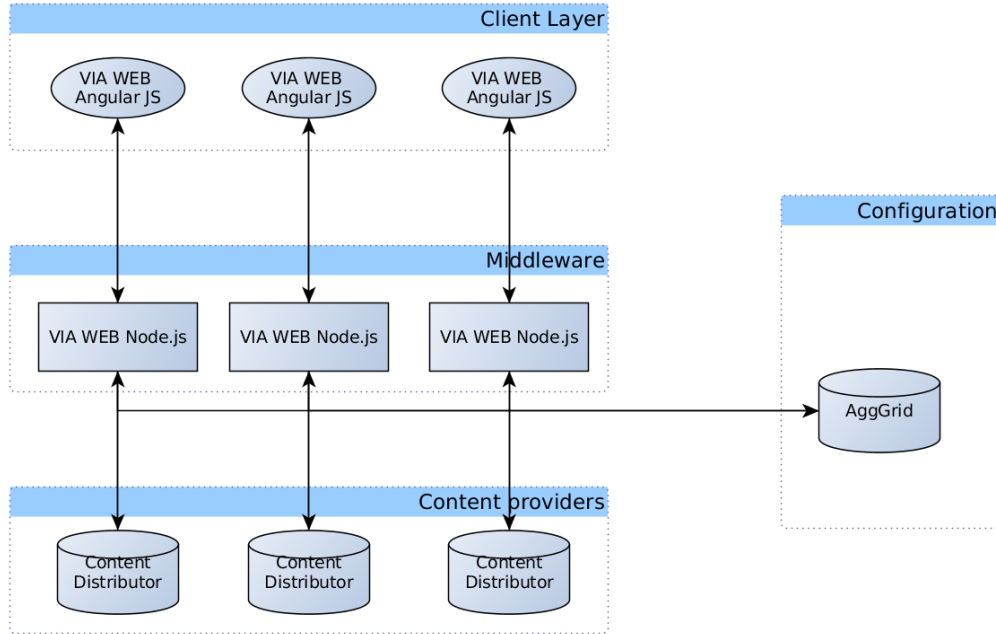 Client Layer
VIA WEB
Angular JS
VIA WEB
Angular JS
VIA WEB
Angular JS
Configuration
Middleware
VIA WEB Node.js
VIA WEB Node.js
VIA WEB Node.js
AggGrid
Content providers
Content
Distributor
Content
Distributor
Content
Distributor